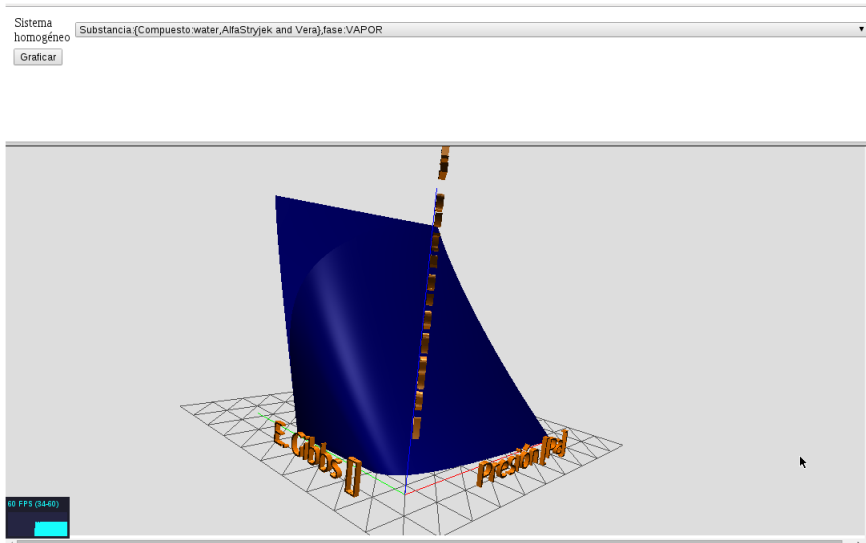 Sistema
homogéneo
Substancia:{Compuesto:water,AlfaStryjek and Vera},fase:VAPOR
Graficar
E. Gibbs []
Presión [pa]
60 FPS (34-60)